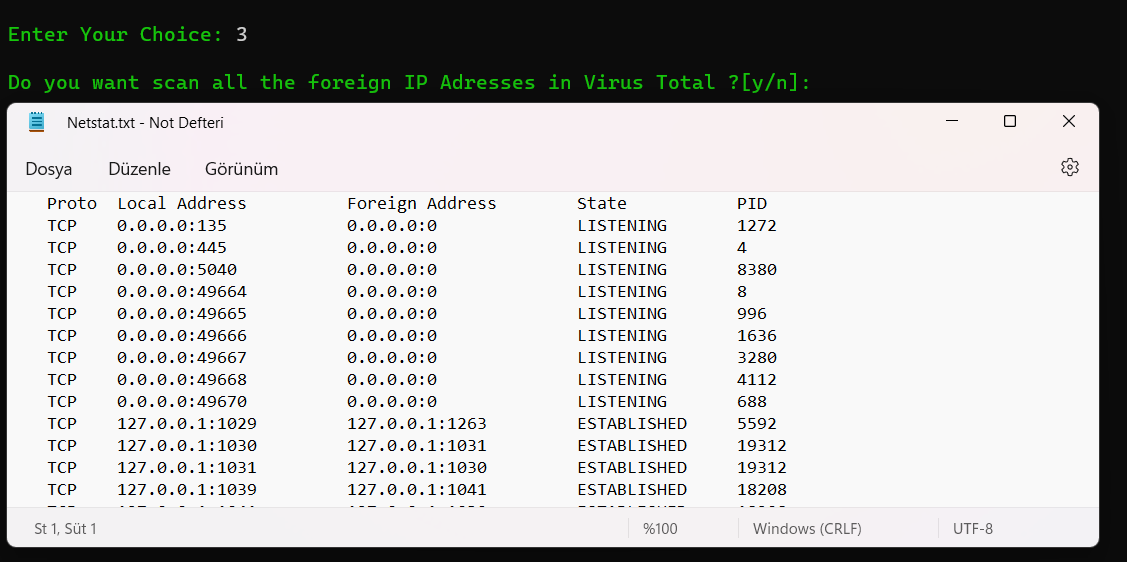 Enter Your Choice: 3
Do you want scan all the foreign IP Adresses in Virus Total ?[y/n]:
Netstat.txt - Not Defteri
Dosya Düzenle Görünüm
Proto Local Address Foreign Address State PID
TCP 0.0.0.0:135 0.0.0.0:0 LISTENING 1272
TCP 0.0.0.0:445 0.0.0.0:0 LISTENING 4
TCP 0.0.0.0:5040 0.0.0.0:0 LISTENING 8380
TCP 0.0.0.0:49664 0.0.0.0:0 LISTENING 8
TCP 0.0.0.0:49665 0.0.0.0:0 LISTENING 996
TCP 0.0.0.0:49666 0.0.0.0:0 LISTENING 1636
TCP 0.0.0.0:49667 0.0.0.0:0 LISTENING 3280
TCP 0.0.0.0:49668 0.0.0.0:0 LISTENING 4112
TCP 0.0.0.0:49670 0.0.0.0:0 LISTENING 688
TCP 127.0.0.1:1029 127.0.0.1:1263 ESTABLISHED 5592
TCP 127.0.0.1:1030 127.0.0.1:1031 ESTABLISHED 19312
TCP 127.0.0.1:1031 127.0.0.1:1030 ESTABLISHED 19312
TCP 127.0.0.1:1039 127.0.0.1:1041 ESTABLISHED 18208
St 1, Süt 1 %100 Windows (CRLF) UTF-8